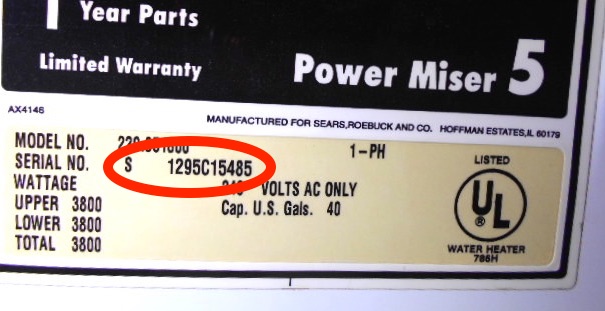 1 Year Parts
Limited Warranty
Power Miser 5
AX4146
MANUFACTURED FOR SEARS, ROEBUCK AND CO. HOFFMAN ESTATES, IL 60179
MODEL NO.
1-PH
SERIAL NO. S 1295C15485
WATTAGE
VOLTS AC ONLY
UPPER 3800
Cap. U.S. Gals. 40
LOWER 3800
TOTAL 3800
LISTED
UL
®
WATER HEATER
786H